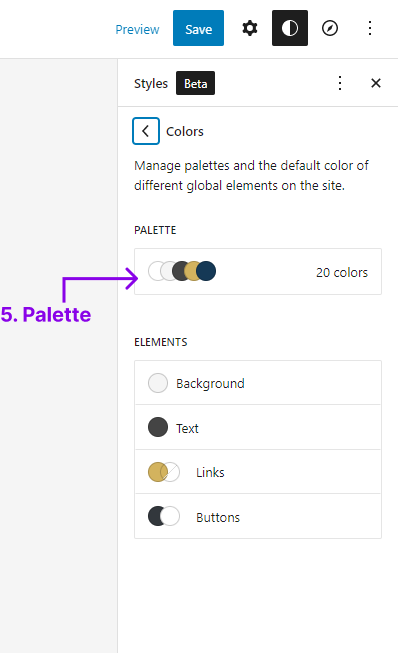 Preview
Save
Styles
Beta
Colors
Manage palettes and the default color of
different global elements on the site.
PALETTE
20 colors
5. Palette
ELEMENTS
Background
Text
Links
Buttons